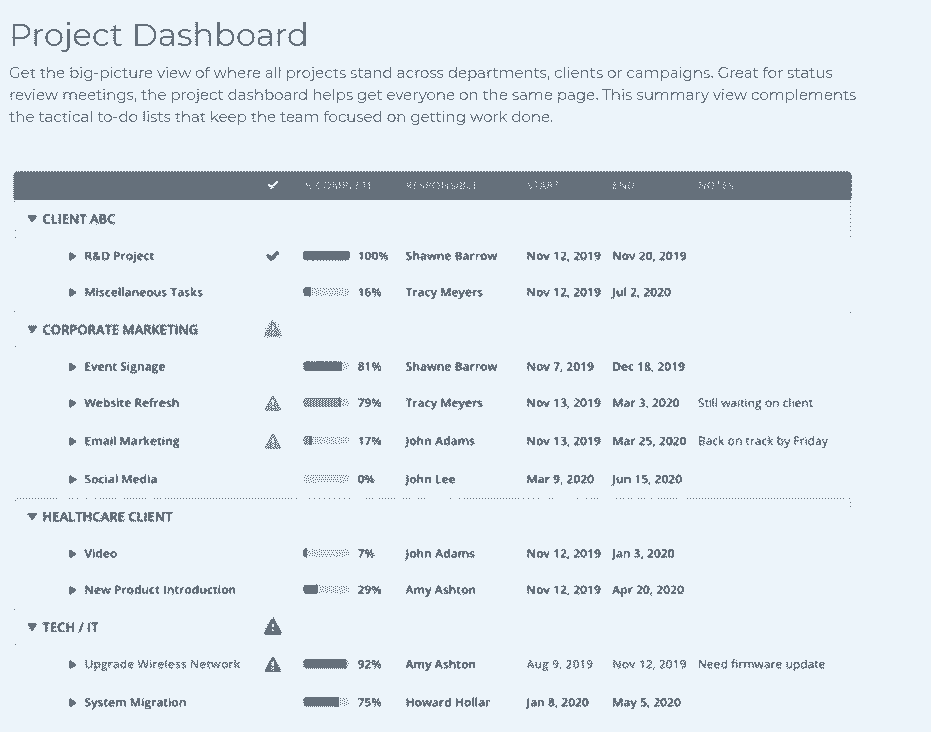 Project Dashboard
Get the big-picture view of where all projects stand across departments, clients or campaigns. Great for status
review meetings, the project dashboard helps get everyone on the same page. This summary view complements
the tactical to-do lists that keep the team focused on getting work done.
% COMPLETE RESPONSIBLE START END NOTES
CLIENT ABC
R&D Project 100% Shawne Barrow Nov 12, 2019 Nov 20, 2019
Miscellaneous Tasks 16% Tracy Meyers Nov 12, 2019 Jul 2, 2020
CORPORATE MARKETING
Event Signage 81% Shawne Barrow Nov 7, 2019 Dec 18, 2019
Website Refresh 79% Tracy Meyers Nov 13, 2019 Mar 3, 2020 Still waiting on client
Email Marketing 17% John Adams Nov 13, 2019 Mar 25, 2020 Back on track by Friday
Social Media 0% John Lee Mar 9, 2020 Jun 15, 2020
HEALTHCARE CLIENT
Video 7% John Adams Nov 12, 2019 Jan 3, 2020
New Product Introduction 29% Amy Ashton Nov 12, 2019 Apr 20, 2020
TECH / IT
Upgrade Wireless Network 92% Amy Ashton Aug 9, 2019 Nov 12, 2019 Need firmware update
System Migration 75% Howard Hollar Jan 8, 2020 May 5, 2020